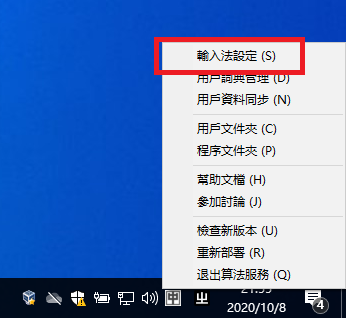 輸入法設定 (S)
用戶詞典管理 (D)
用戶資料同步 (N)
用戶文件夾 (C)
程序文件夾 (P)
幫助文檔 (H)
參加討論 (J)
檢查新版本 (U)
重新部署 (R)
退出算法服務 (Q)
中
2020/10/8
4